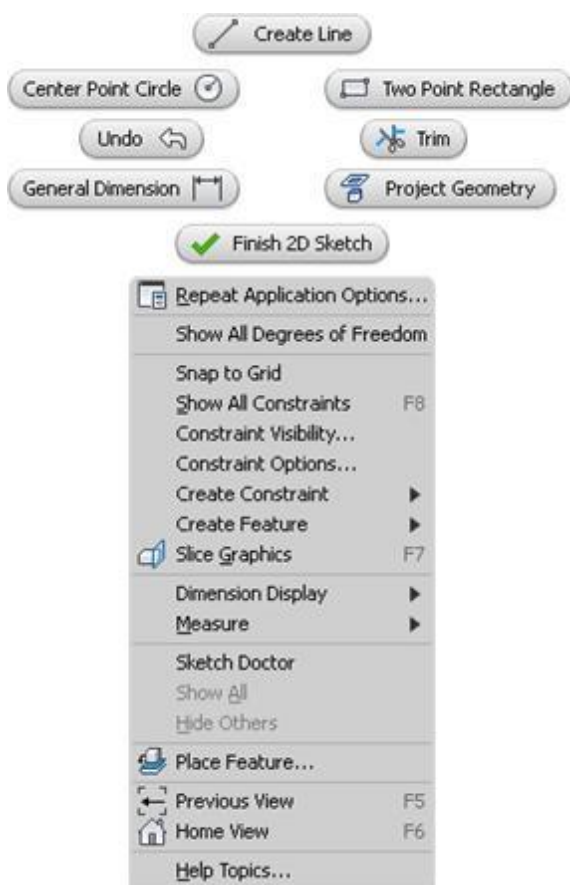 Create Line
Center Point Circle
Two Point Rectangle
Undo
Trim
General Dimension
Project Geometry
Finish 2D Sketch
Repeat Application Options...
Show All Degrees of Freedom
Snap to Grid
Show All Constraints F8
Constraint Visibility...
Constraint Options...
Create Constraint
Create Feature
Slice Graphics F7
Dimension Display
Measure
Sketch Doctor
Show All
Hide Others
Place Feature...
Previous View F5
Home View F6
Help Topics...